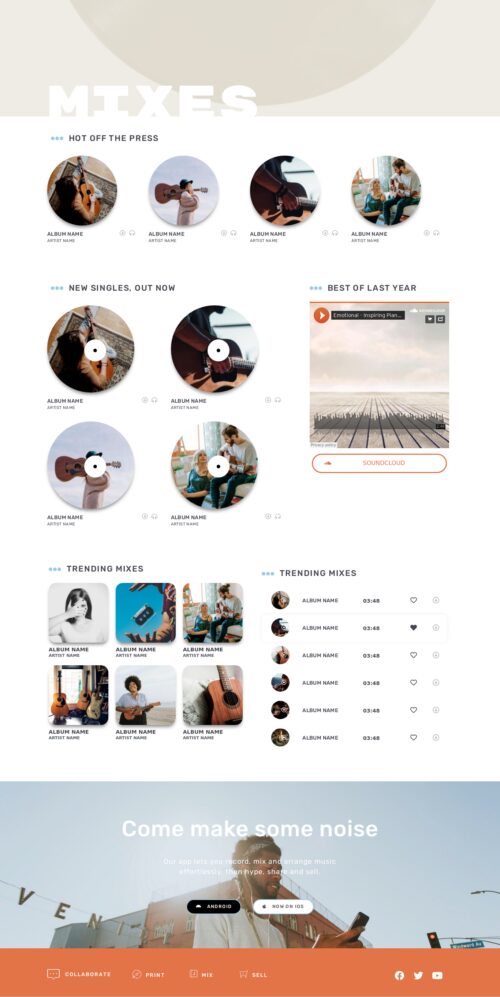 MIXES
HOT OFF THE PRESS
ALBUM NAME
ARTIST NAME
ALBUM NAME
ARTIST NAME
ALBUM NAME
ARTIST NAME
ALBUM NAME
ARTIST NAME
NEW SINGLES, OUT NOW
ALBUM NAME
ARTIST NAME
ALBUM NAME
ARTIST NAME
ALBUM NAME
ARTIST NAME
ALBUM NAME
ARTIST NAME
BEST OF LAST YEAR
SOUNDCLOUD
Emotional - Inspiring Pian...
Privacy policy
SOUNDCLOUD
TRENDING MIXES
ALBUM NAME
ARTIST NAME
ALBUM NAME
ARTIST NAME
ALBUM NAME
ARTIST NAME
ALBUM NAME
ARTIST NAME
ALBUM NAME
ARTIST NAME
ALBUM NAME
ARTIST NAME
TRENDING MIXES
ALBUM NAME 03:48
ALBUM NAME 03:48
ALBUM NAME 03:48
ALBUM NAME 03:48
ALBUM NAME 03:48
ALBUM NAME 03:48
Come make some noise
Our app lets you record, mix and arrange music
effortlessly, then hype, share and sell.
ANDROID
NOW ON IOS
VENI
Windward Av
COLLABORATE
PRINT
MIX
SELL